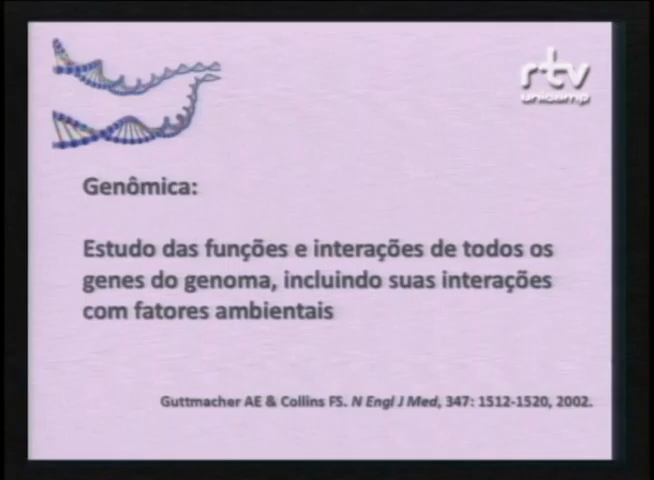 rtv
unicamp
Genômica:
Estudo das funções e interações de todos os
genes do genoma, incluindo suas interações
com fatores ambientais
Guttmacher AE & Collins FS. N Engl J Med, 347: 1512-1520, 2002.